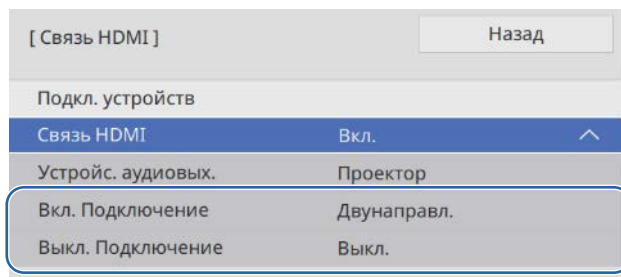 [ Связь HDMI ] Назад
Подкл. устройств
Связь HDMI Вкл.
Устройс. аудиовых. Проектор
Вкл. Подключение Двунаправл.
Выкл. Подключение Выкл.